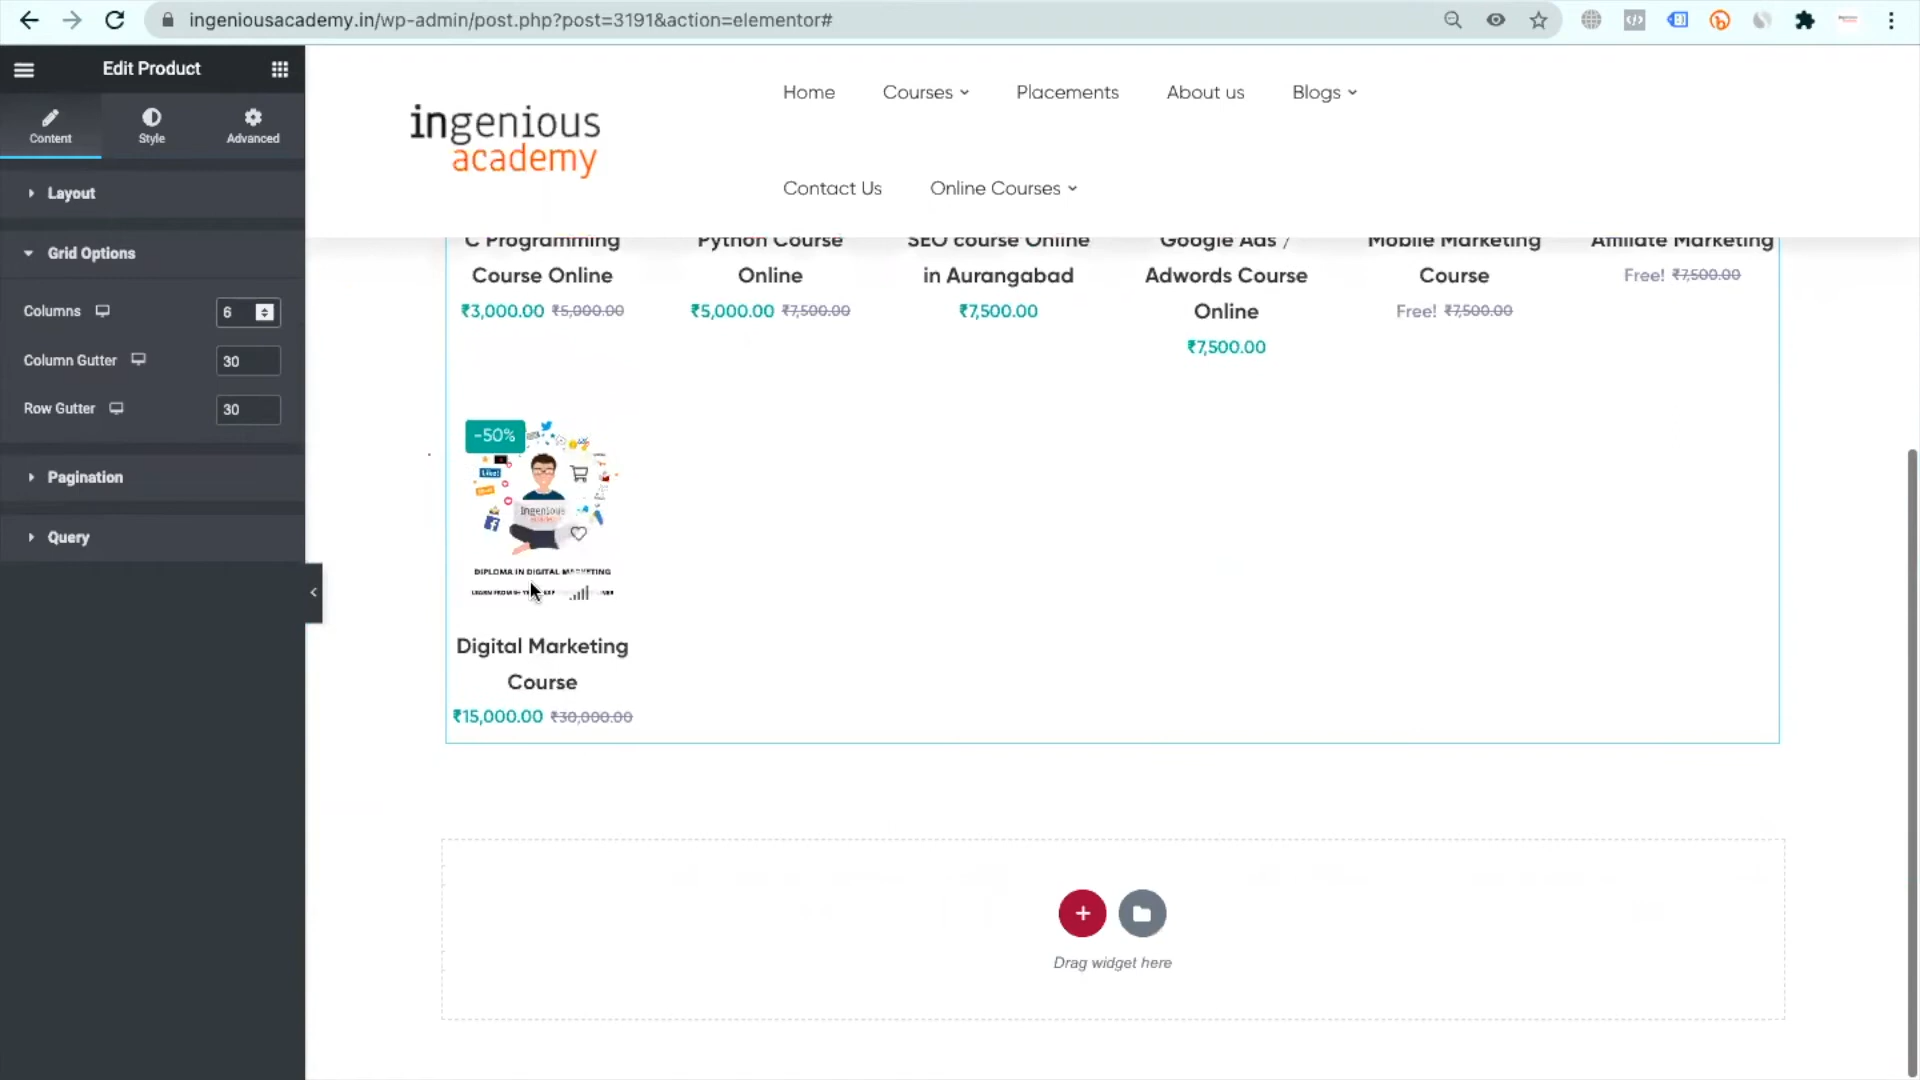 ingeniousacademy.in/wp-admin/post.php?post=3191&action=elementor#
Edit Product
Content
Style
Advanced
Layout
Grid Options
Columns
6
Column Gutter
30
Row Gutter
30
Pagination
Query
ingenious
academy
Home
Courses
Placements
About us
Blogs
Contact Us
Online Courses
C Programming
Course Online
₹3,000.00 ₹5,000.00
Python Course
Online
₹5,000.00 ₹7,500.00
SEO course Online
in Aurangabad
₹7,500.00
Google Ads /
Adwords Course
Online
₹7,500.00
Mobile Marketing
Course
Free! ₹7,500.00
Affiliate Marketing
Free! ₹7,500.00
-50%
Like!
ingenious
DIPLOMA IN DIGITAL MARKETING
Digital Marketing
Course
₹15,000.00 ₹30,000.00
Drag widget here